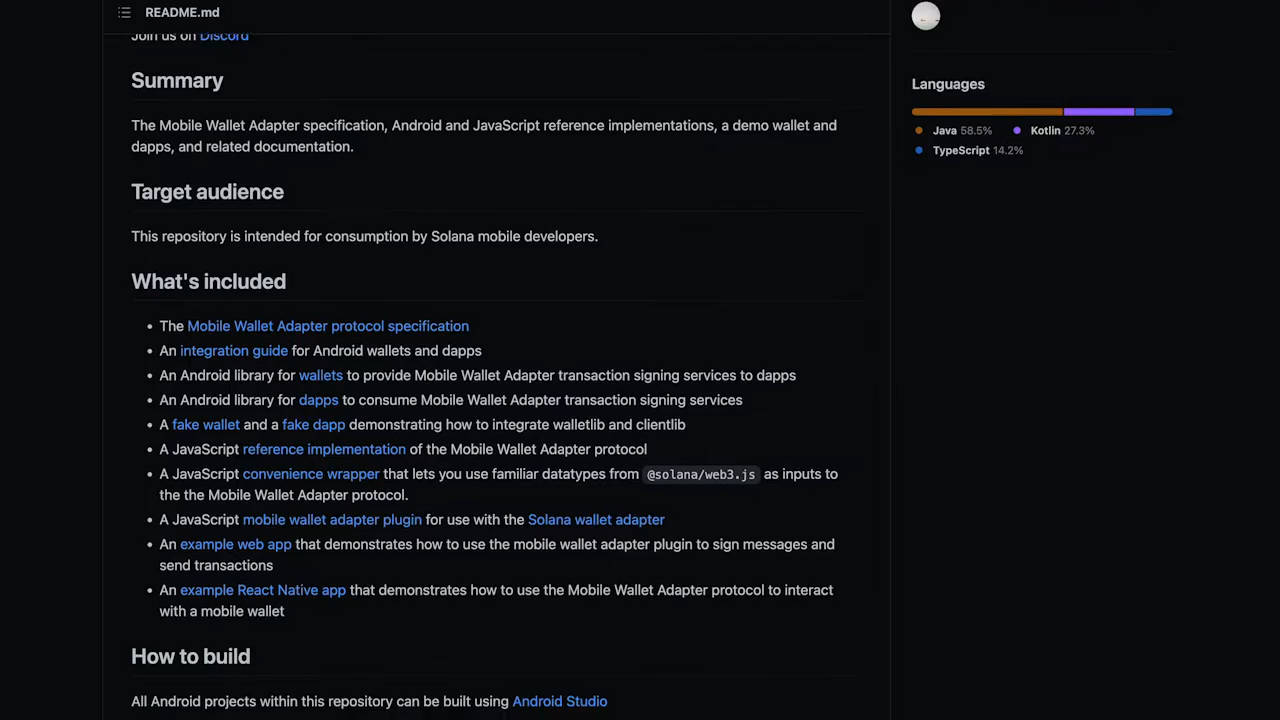 README.md
Join us on Discord
Summary
The Mobile Wallet Adapter specification, Android and JavaScript reference implementations, a demo wallet and
dapps, and related documentation.
Target audience
This repository is intended for consumption by Solana mobile developers.
What's included
• The Mobile Wallet Adapter protocol specification
• An integration guide for Android wallets and dapps
• An Android library for wallets to provide Mobile Wallet Adapter transaction signing services to dapps
• An Android library for dapps to consume Mobile Wallet Adapter transaction signing services
• A fake wallet and a fake dapp demonstrating how to integrate walletlib and clientlib
• A JavaScript reference implementation of the Mobile Wallet Adapter protocol
• A JavaScript convenience wrapper that lets you use familiar datatypes from @solana/web3.js as inputs to
the the Mobile Wallet Adapter protocol.
• A JavaScript mobile wallet adapter plugin for use with the Solana wallet adapter
• An example web app that demonstrates how to use the mobile wallet adapter plugin to sign messages and
send transactions
• An example React Native app that demonstrates how to use the Mobile Wallet Adapter protocol to interact
with a mobile wallet
How to build
All Android projects within this repository can be built using Android Studio
Languages
Java 58.5% Kotlin 27.3%
TypeScript 14.2%